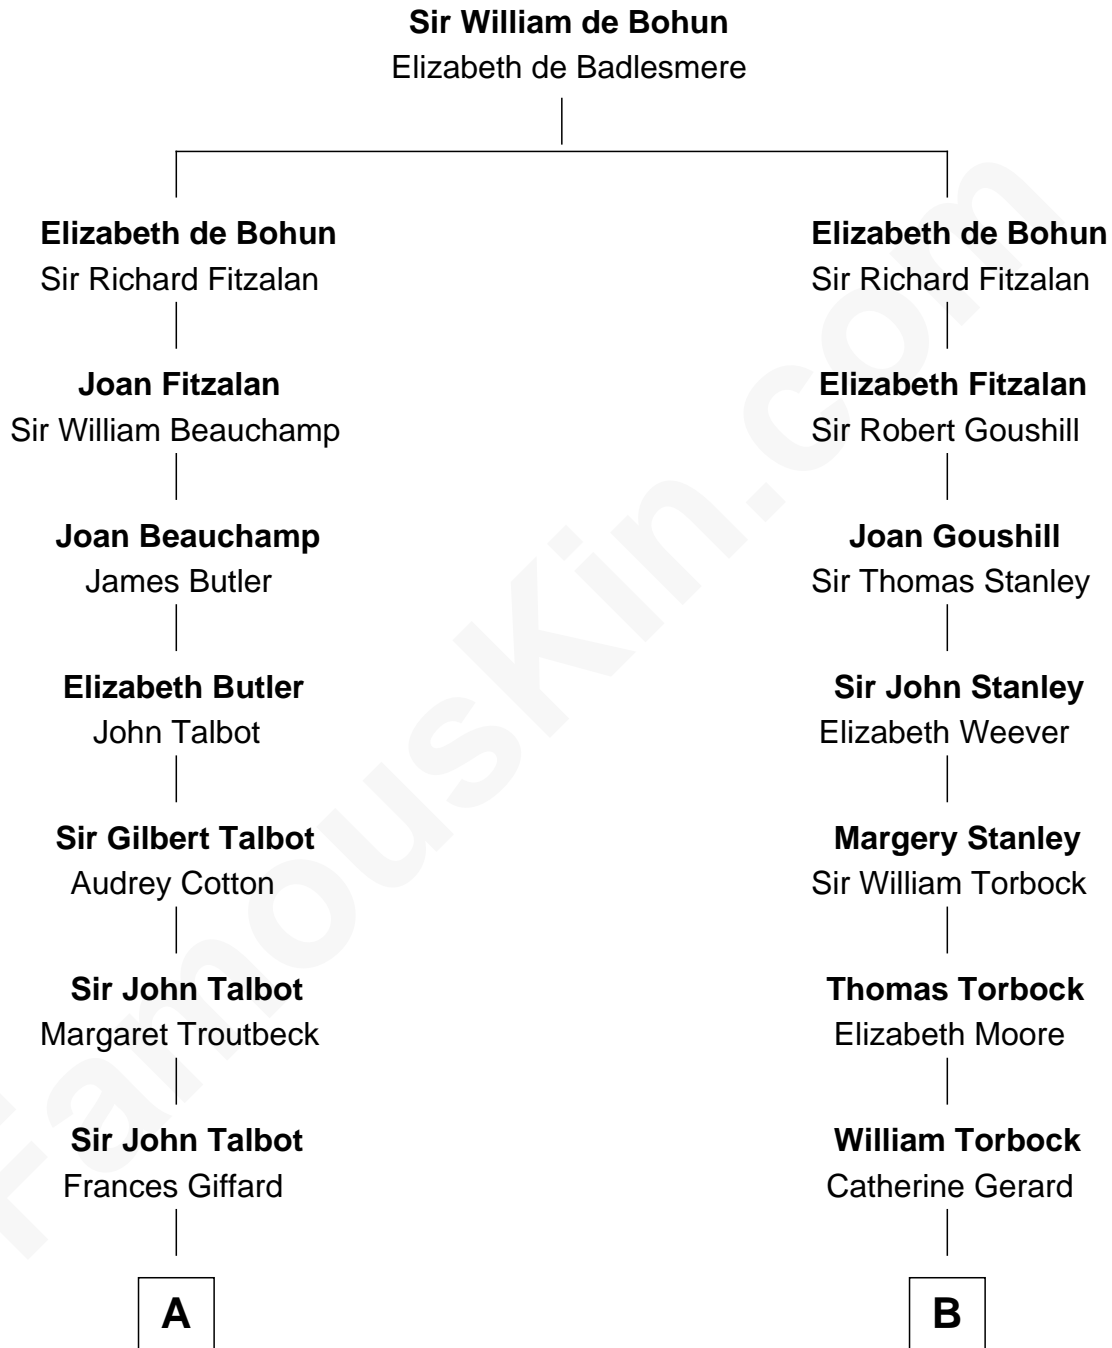 Sir William de Bohun
Elizabeth de Badlesmere
Elizabeth de Bohun
Sir Richard Fitzalan
Joan Fitzalan
Sir William Beauchamp
Joan Beauchamp
James Butler
Elizabeth Butler
John Talbot
Sir Gilbert Talbot
Audrey Cotton
Sir John Talbot
Margaret Troutbeck
Sir John Talbot
Frances Giffard
A
Elizabeth de Bohun
Sir Richard Fitzalan
Elizabeth Fitzalan
Sir Robert Goushill
Joan Goushill
Sir Thomas Stanley
Sir John Stanley
Elizabeth Weever
Margery Stanley
Sir William Torbock
Thomas Torbock
Elizabeth Moore
William Torbock
Catherine Gerard
B
FamousKin.com